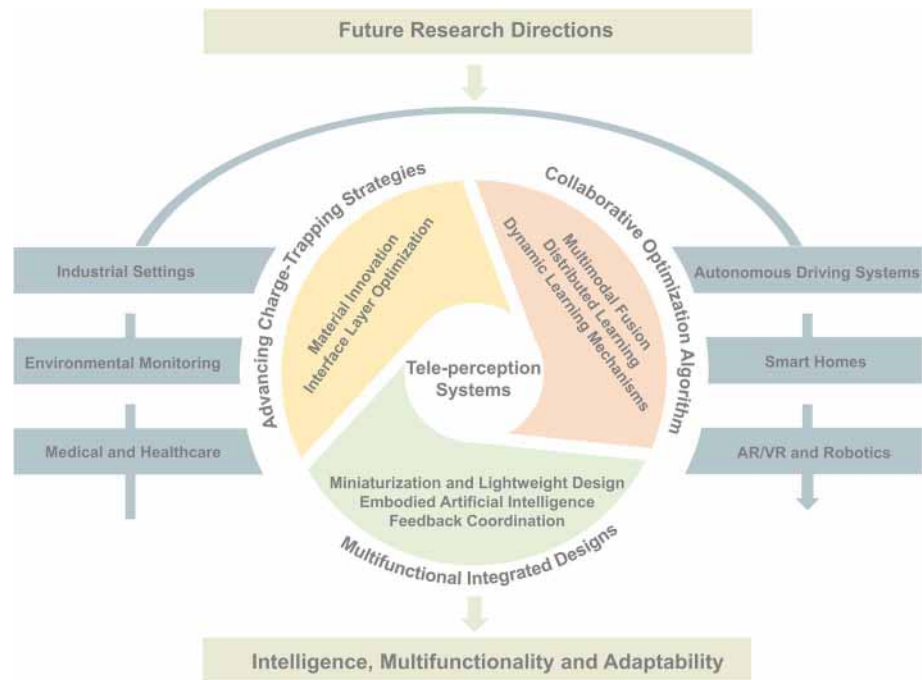 Future Research Directions
Advancing Charge-Trapping Strategies
Collaborative Optimization Algorithm
Industrial Settings
Environmental Monitoring
Medical and Healthcare
Material Innovation
Interface Layer Optimization
Multimodal Fusion
Distributed Learning
Dynamic Learning Mechanisms
Tele-perception
Systems
Autonomous Driving Systems
Smart Homes
AR/VR and Robotics
Miniaturization and Lightweight Design
Embodied Artificial Intelligence
Feedback Coordination
Multifunctional Integrated Designs
Intelligence, Multifunctionality and Adaptability